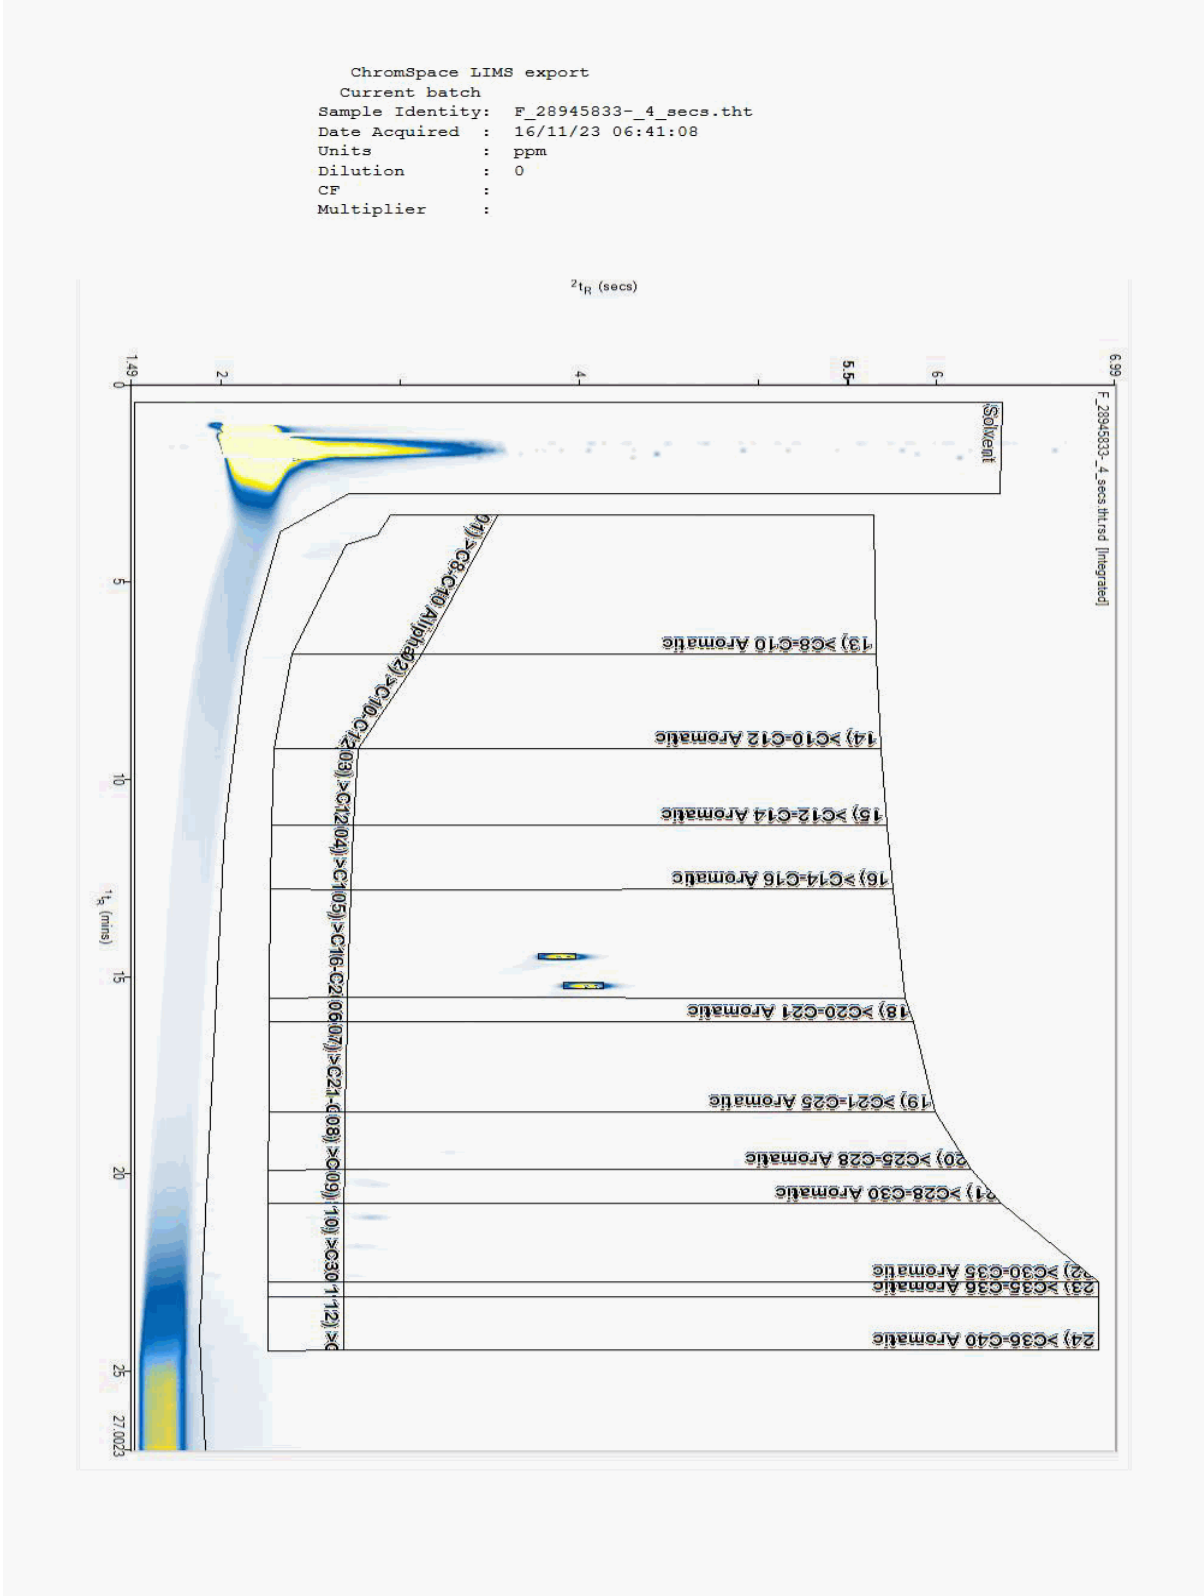 ChromSpace LIMS export
Current batch
Sample Identity: F_28945833-_4_secs.tht
Date Acquired : 16/11/23 06:41:08
Units : ppm
Dilution : 0
CF :
Multiplier :
²tR (secs)
1.49
2
4
5.5
6
6.99
F_28945833-_4_secs.tht.rsd [Integrated]
Solvent
0
5
10
15
20
25
27.0023
¹tR (mins)
01) >C8-C10 Alipha
02) >C10-C12
03) >C12
04) >C1
05) >C16-C2
06
07) >C21-C
08) >C
09)
10) >C30
11
12) >C
13) >C8-C10 Aromatic
14) >C10-C12 Aromatic
15) >C12-C14 Aromatic
16) >C14-C16 Aromatic
18) >C20-C21 Aromatic
19) >C21-C25 Aromatic
20) >C25-C28 Aromatic
21) >C28-C30 Aromatic
22) >C30-C35 Aromatic
23) >C35-C36 Aromatic
24) >C36-C40 Aromatic